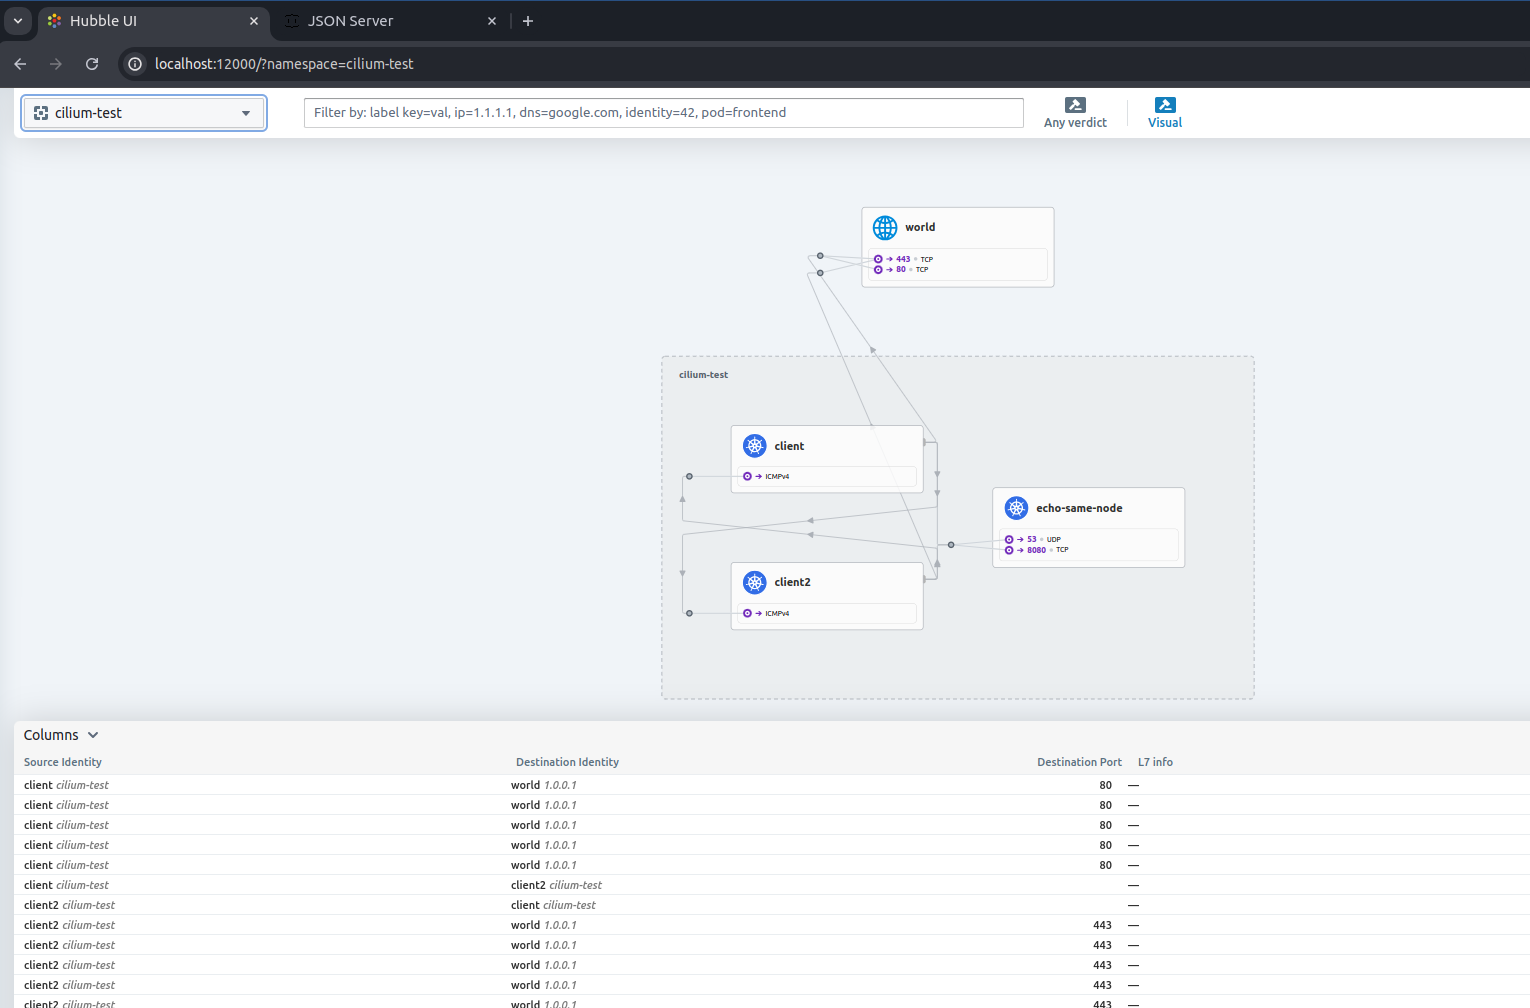 Hubble UI
JSON Server
localhost:12000/?namespace=cilium-test
cilium-test
Filter by: label key=val, ip=1.1.1.1, dns=google.com, identity=42, pod=frontend
Any verdict
Visual
world
443 TCP
80 TCP
cilium-test
client
ICMPv4
echo-same-node
53 UDP
8080 TCP
client2
ICMPv4
Columns
Source Identity Destination Identity Destination Port L7 info
client cilium-test world 1.0.0.1 80 —
client cilium-test world 1.0.0.1 80 —
client cilium-test world 1.0.0.1 80 —
client cilium-test world 1.0.0.1 80 —
client cilium-test world 1.0.0.1 80 —
client cilium-test client2 cilium-test —
client2 cilium-test client cilium-test —
client2 cilium-test world 1.0.0.1 443 —
client2 cilium-test world 1.0.0.1 443 —
client2 cilium-test world 1.0.0.1 443 —
client2 cilium-test world 1.0.0.1 443 —
client2 cilium-test world 1.0.0.1 443 —